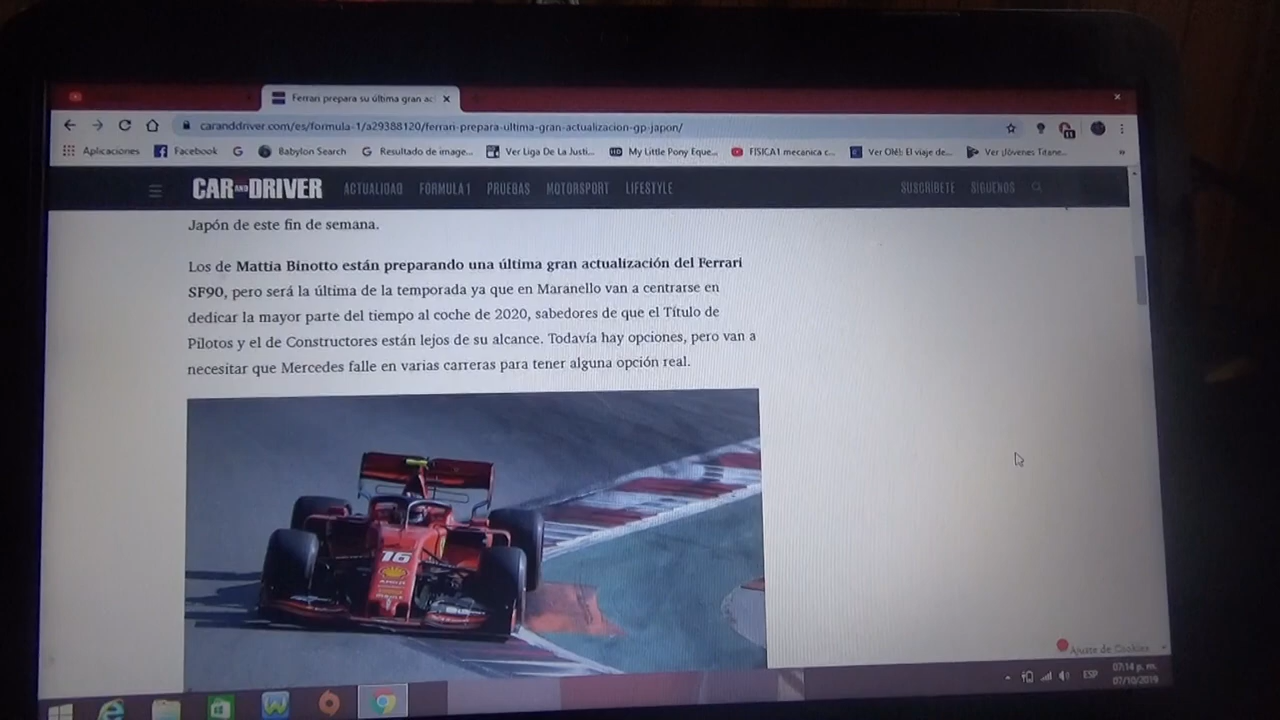 Ferrari prepara su última gran ac
caranddriver.com/es/formula-1/a29388120/ferrari-prepara-ultima-gran-actualizacion-gp-japon/
Aplicaciones Facebook Babylon Search Resultado de image... Ver Liga De La Justi... My Little Pony Eque... FISICA1 mecanica c... Ver Olé!: El viaje de... Ver ¡Jóvenes Titane...
CAR AND DRIVER ACTUALIDAD FÓRMULA 1 PRUEBAS MOTORSPORT LIFESTYLE SUSCRÍBETE SÍGUENOS
Japón de este fin de semana.
Los de Mattia Binotto están preparando una última gran actualización del Ferrari
SF90, pero será la última de la temporada ya que en Maranello van a centrarse en
dedicar la mayor parte del tiempo al coche de 2020, sabedores de que el Título de
Pilotos y el de Constructores están lejos de su alcance. Todavía hay opciones, pero van a
necesitar que Mercedes falle en varias carreras para tener alguna opción real.
16
Ajuste de Cookies
ESP
07:14 p. m.
07/10/2019